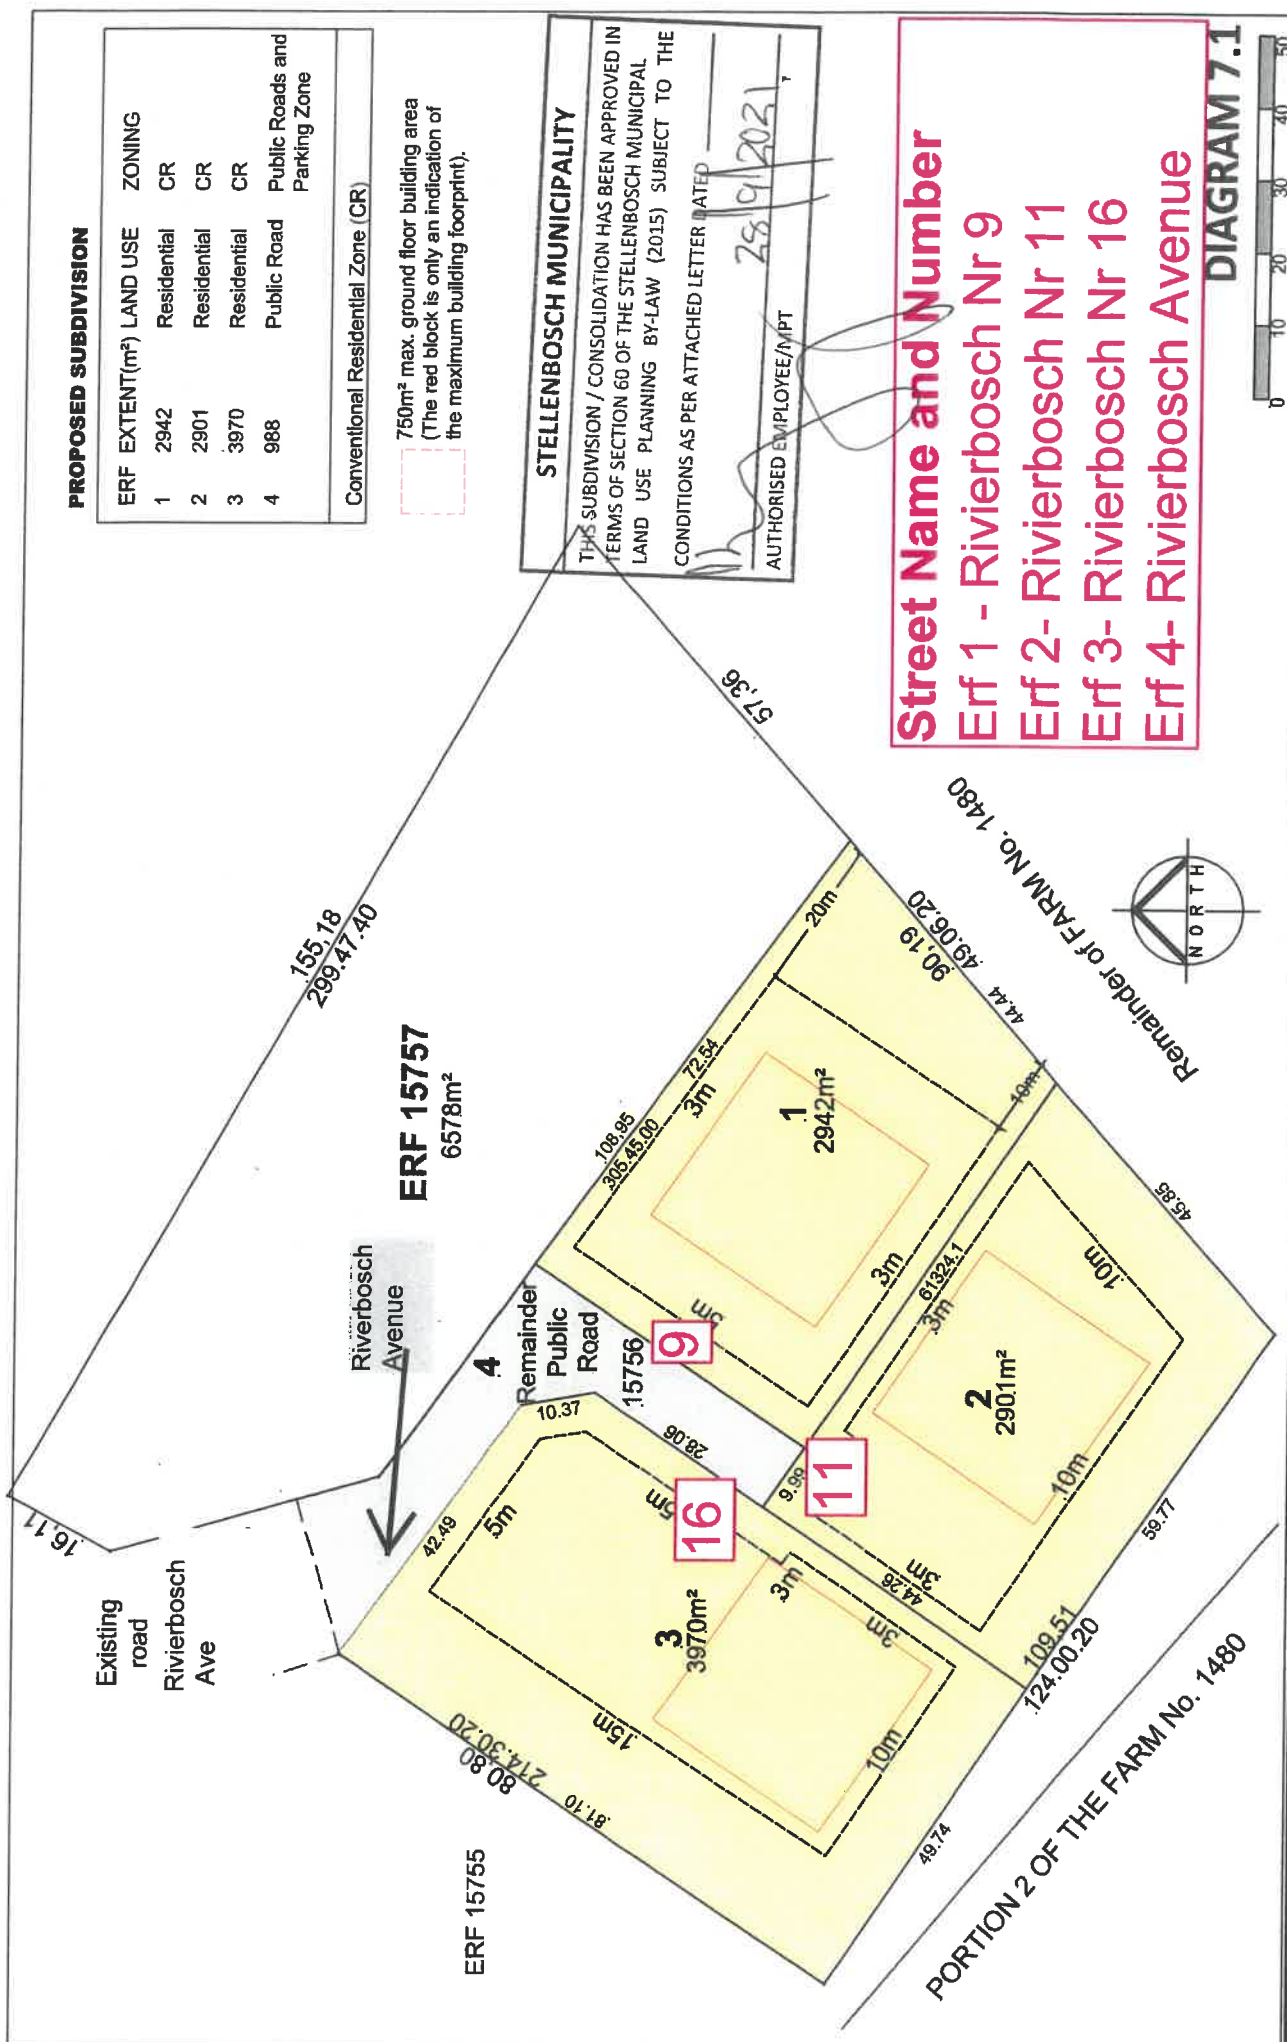 PROPOSED SUBDIVISION
ERF EXTENT(m²) LAND USE ZONING
1 2942 Residential CR
2 2901 Residential CR
3 3970 Residential CR
4 988 Public Road Public Roads and
Parking Zone
Conventional Residential Zone (CR)
750m² max. ground floor building area
(The red block is only an indication of
the maximum building foorprint).
STELLENBOSCH MUNICIPALITY
THIS SUBDIVISION / CONSOLIDATION HAS BEEN APPROVED IN
TERMS OF SECTION 60 OF THE STELLENBOSCH MUNICIPAL
LAND USE PLANNING BY-LAW (2015) SUBJECT TO THE
CONDITIONS AS PER ATTACHED LETTER DATED
28/9/2021
AUTHORISED EMPLOYEE/MPT
Street Name and Number
Erf 1 - Rivierbosch Nr 9
Erf 2- Rivierbosch Nr 11
Erf 3- Rivierbosch Nr 16
Erf 4- Rivierbosch Avenue
DIAGRAM 7.1
0 10 20 30 40 50
NORTH
Existing
road
Rivierbosch
Ave
16,11
155,18
299.47.40
57,36
Riverbosch
Avenue
ERF 15757
6578m²
4
Remainder
Public
Road
15756
9
108,95
305.45.00
72.54
3m
20m
1
2942m²
5m
3m
10m
44.44
90,19
49.06.20
Remainder of FARM No. 1480
10.37
28.06
42.49
5m
5m
16
9.99
11
61324.1
3m
2
2901m²
10m
10m
3m
45.85
59.77
44.26
3
3970m²
3m
3m
15m
10m
80,80
214.30.20
81.10
ERF 15755
49.74
109,51
124.00.20
PORTION 2 OF THE FARM No. 1480